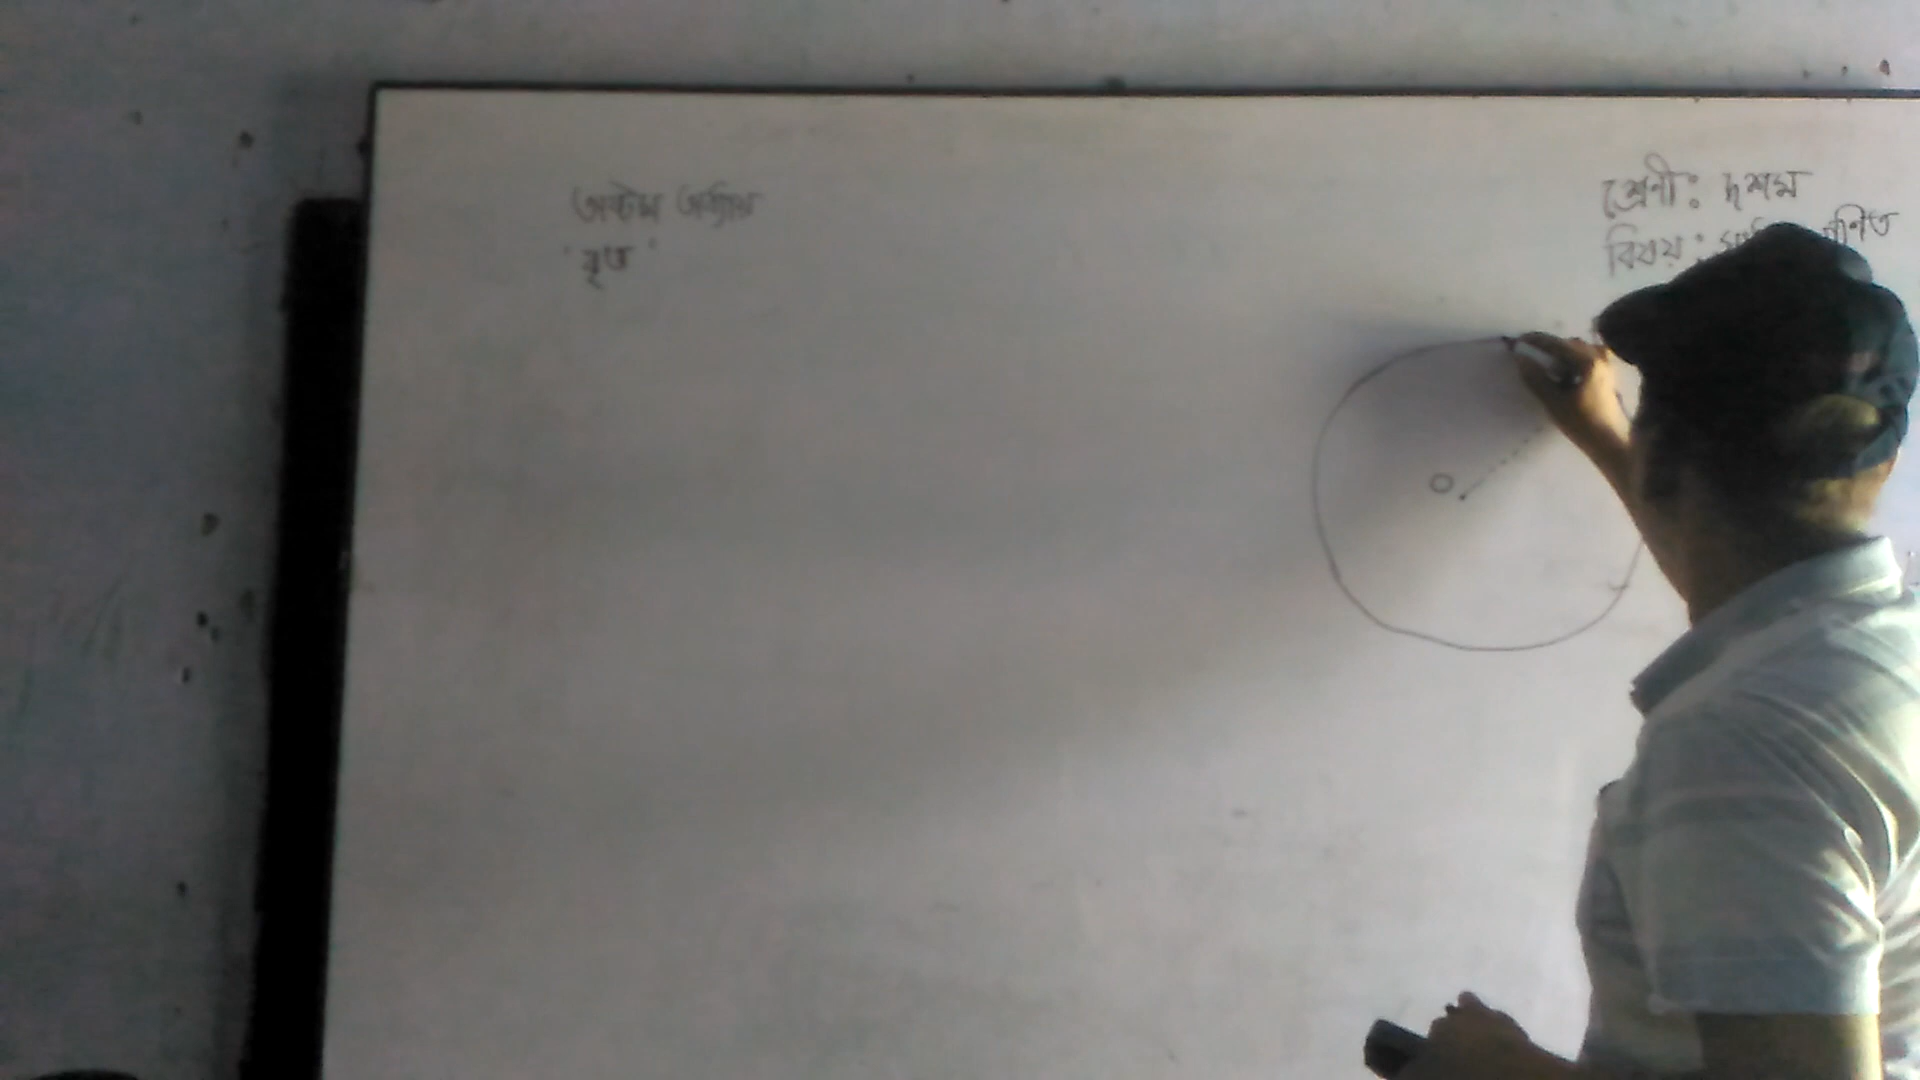 অষ্টম অধ্যায়
'বৃত্ত'
শ্রেণী: দশম
বিষয়: গণিত
O